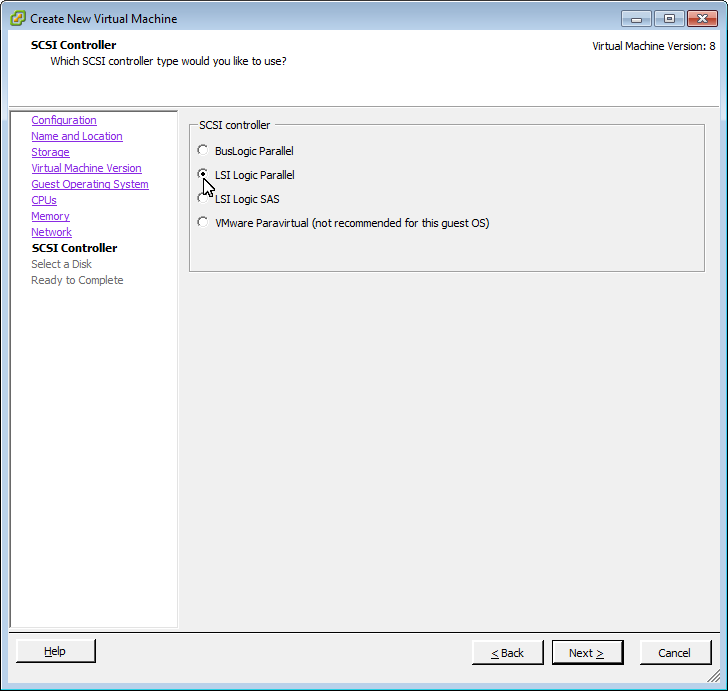 Create New Virtual Machine
SCSI Controller
Which SCSI controller type would you like to use?
Virtual Machine Version: 8
Configuration
Name and Location
Storage
Virtual Machine Version
Guest Operating System
CPUs
Memory
Network
SCSI Controller
Select a Disk
Ready to Complete
SCSI controller
BusLogic Parallel
LSI Logic Parallel
LSI Logic SAS
VMware Paravirtual (not recommended for this guest OS)
Help
< Back
Next >
Cancel